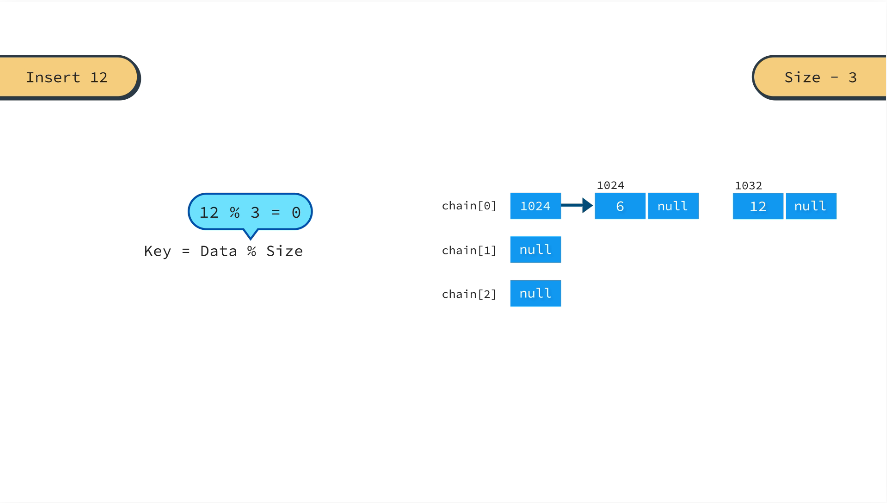 Insert 12
Size - 3
12 % 3 = 0
Key = Data % Size
1024
1032
chain[0]
1024
6
null
12
null
chain[1]
null
chain[2]
null